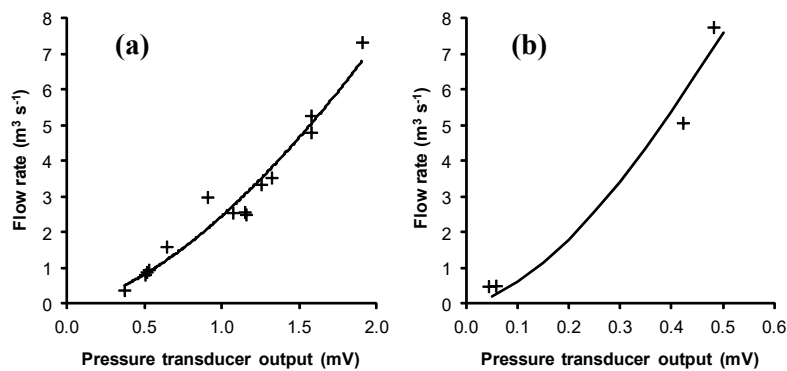 (a)
Flow rate (m³ s⁻¹)
8
7
6
5
4
3
2
1
0
0.0 0.5 1.0 1.5 2.0
Pressure transducer output (mV)
(b)
Flow rate (m³ s⁻¹)
8
7
6
5
4
3
2
1
0
0.0 0.1 0.2 0.3 0.4 0.5 0.6
Pressure transducer output (mV)